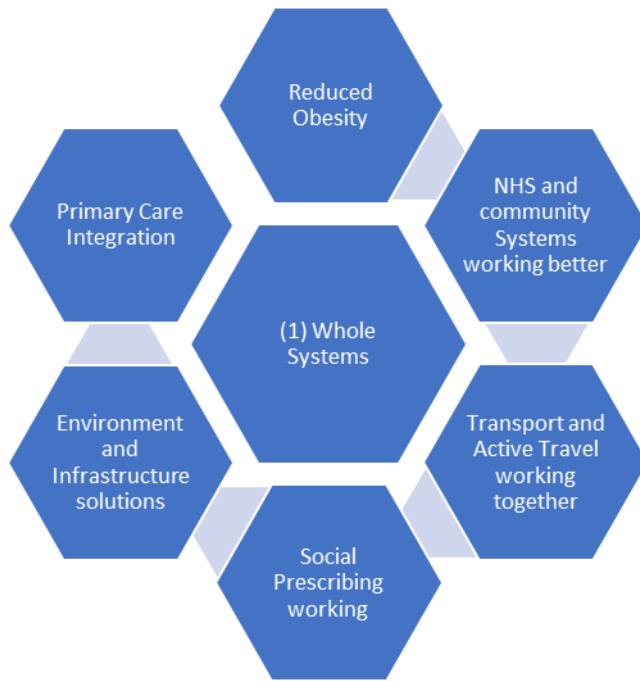 Reduced
Obesity
NHS and
community
Systems
working better
Transport and
Active Travel
working
together
Social
Prescribing
working
Environment
and
Infrastructure
solutions
Primary Care
Integration
(1) Whole
Systems